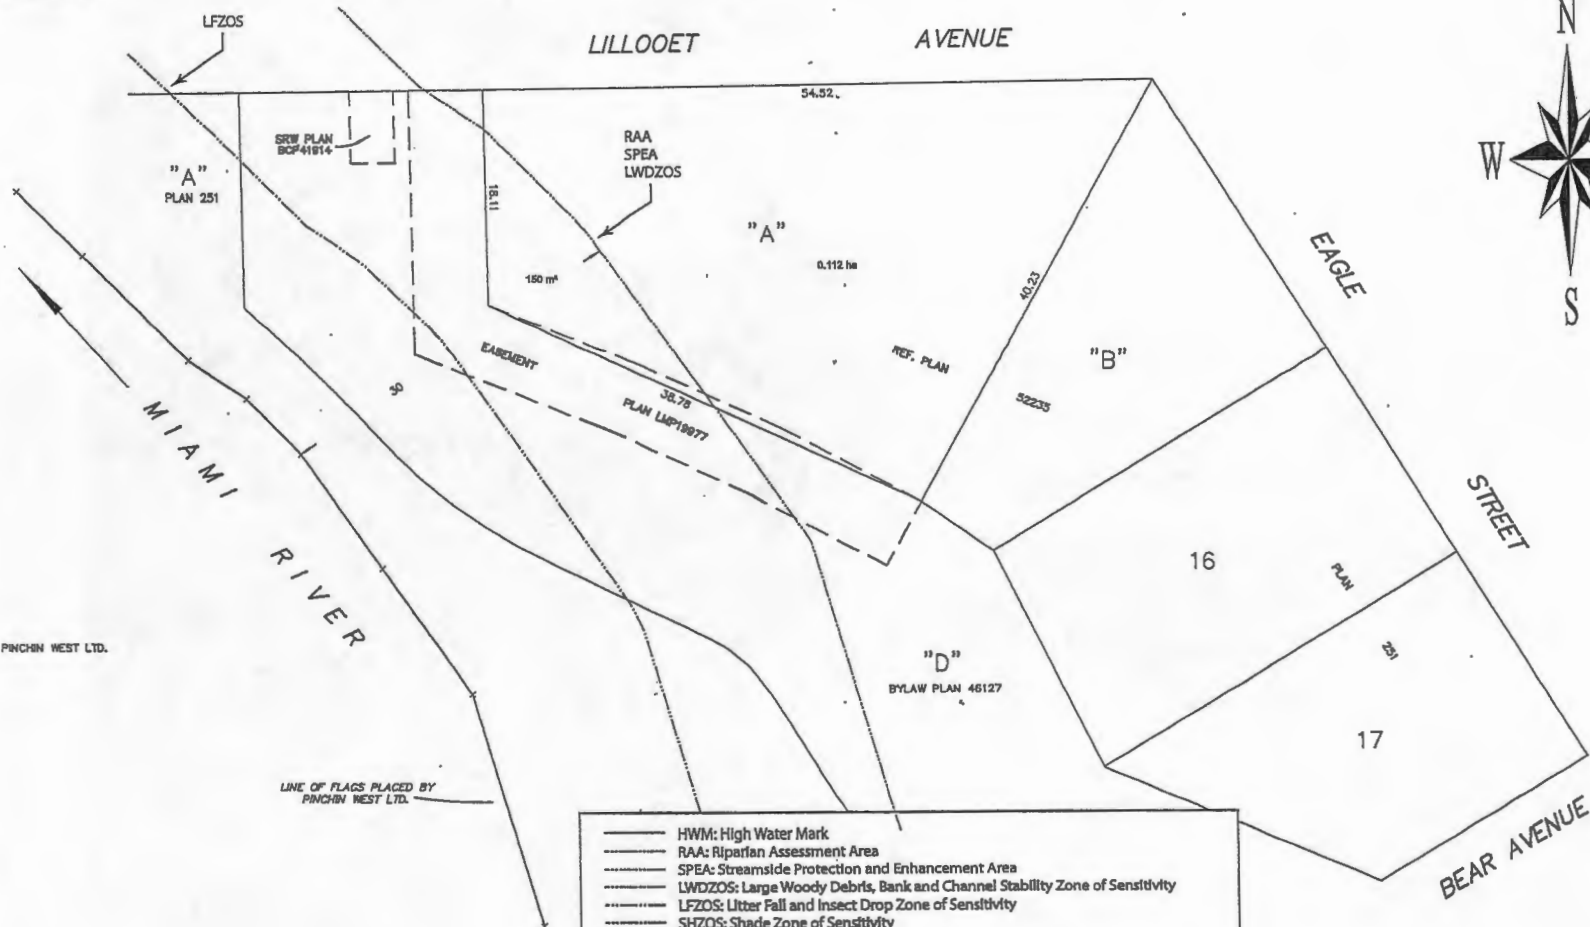 LFZOS
LILLOOET AVENUE
N
W
S
54.52
SRW PLAN
BCP41914
"A"
PLAN 251
RAA
SPEA
LWDZOS
18.11
"A"
150 m²
0.112 ha
40.23
EAGLE
STREET
EASEMENT
38.78
PLAN LMP19977
REF. PLAN
52235
"B"
MIAMI
RIVER
16
PLAN
251
PINCHIN WEST LTD.
"D"
BYLAW PLAN 46127
17
LINE OF FLAGS PLACED BY
PINCHIN WEST LTD.
BEAR AVENUE
HWM: High Water Mark
RAA: Riparian Assessment Area
SPEA: Streamside Protection and Enhancement Area
LWDZOS: Large Woody Debris, Bank and Channel Stability Zone of Sensitivity
LFZOS: Litter Fall and Insect Drop Zone of Sensitivity
SHZOS: Shade Zone of Sensitivity